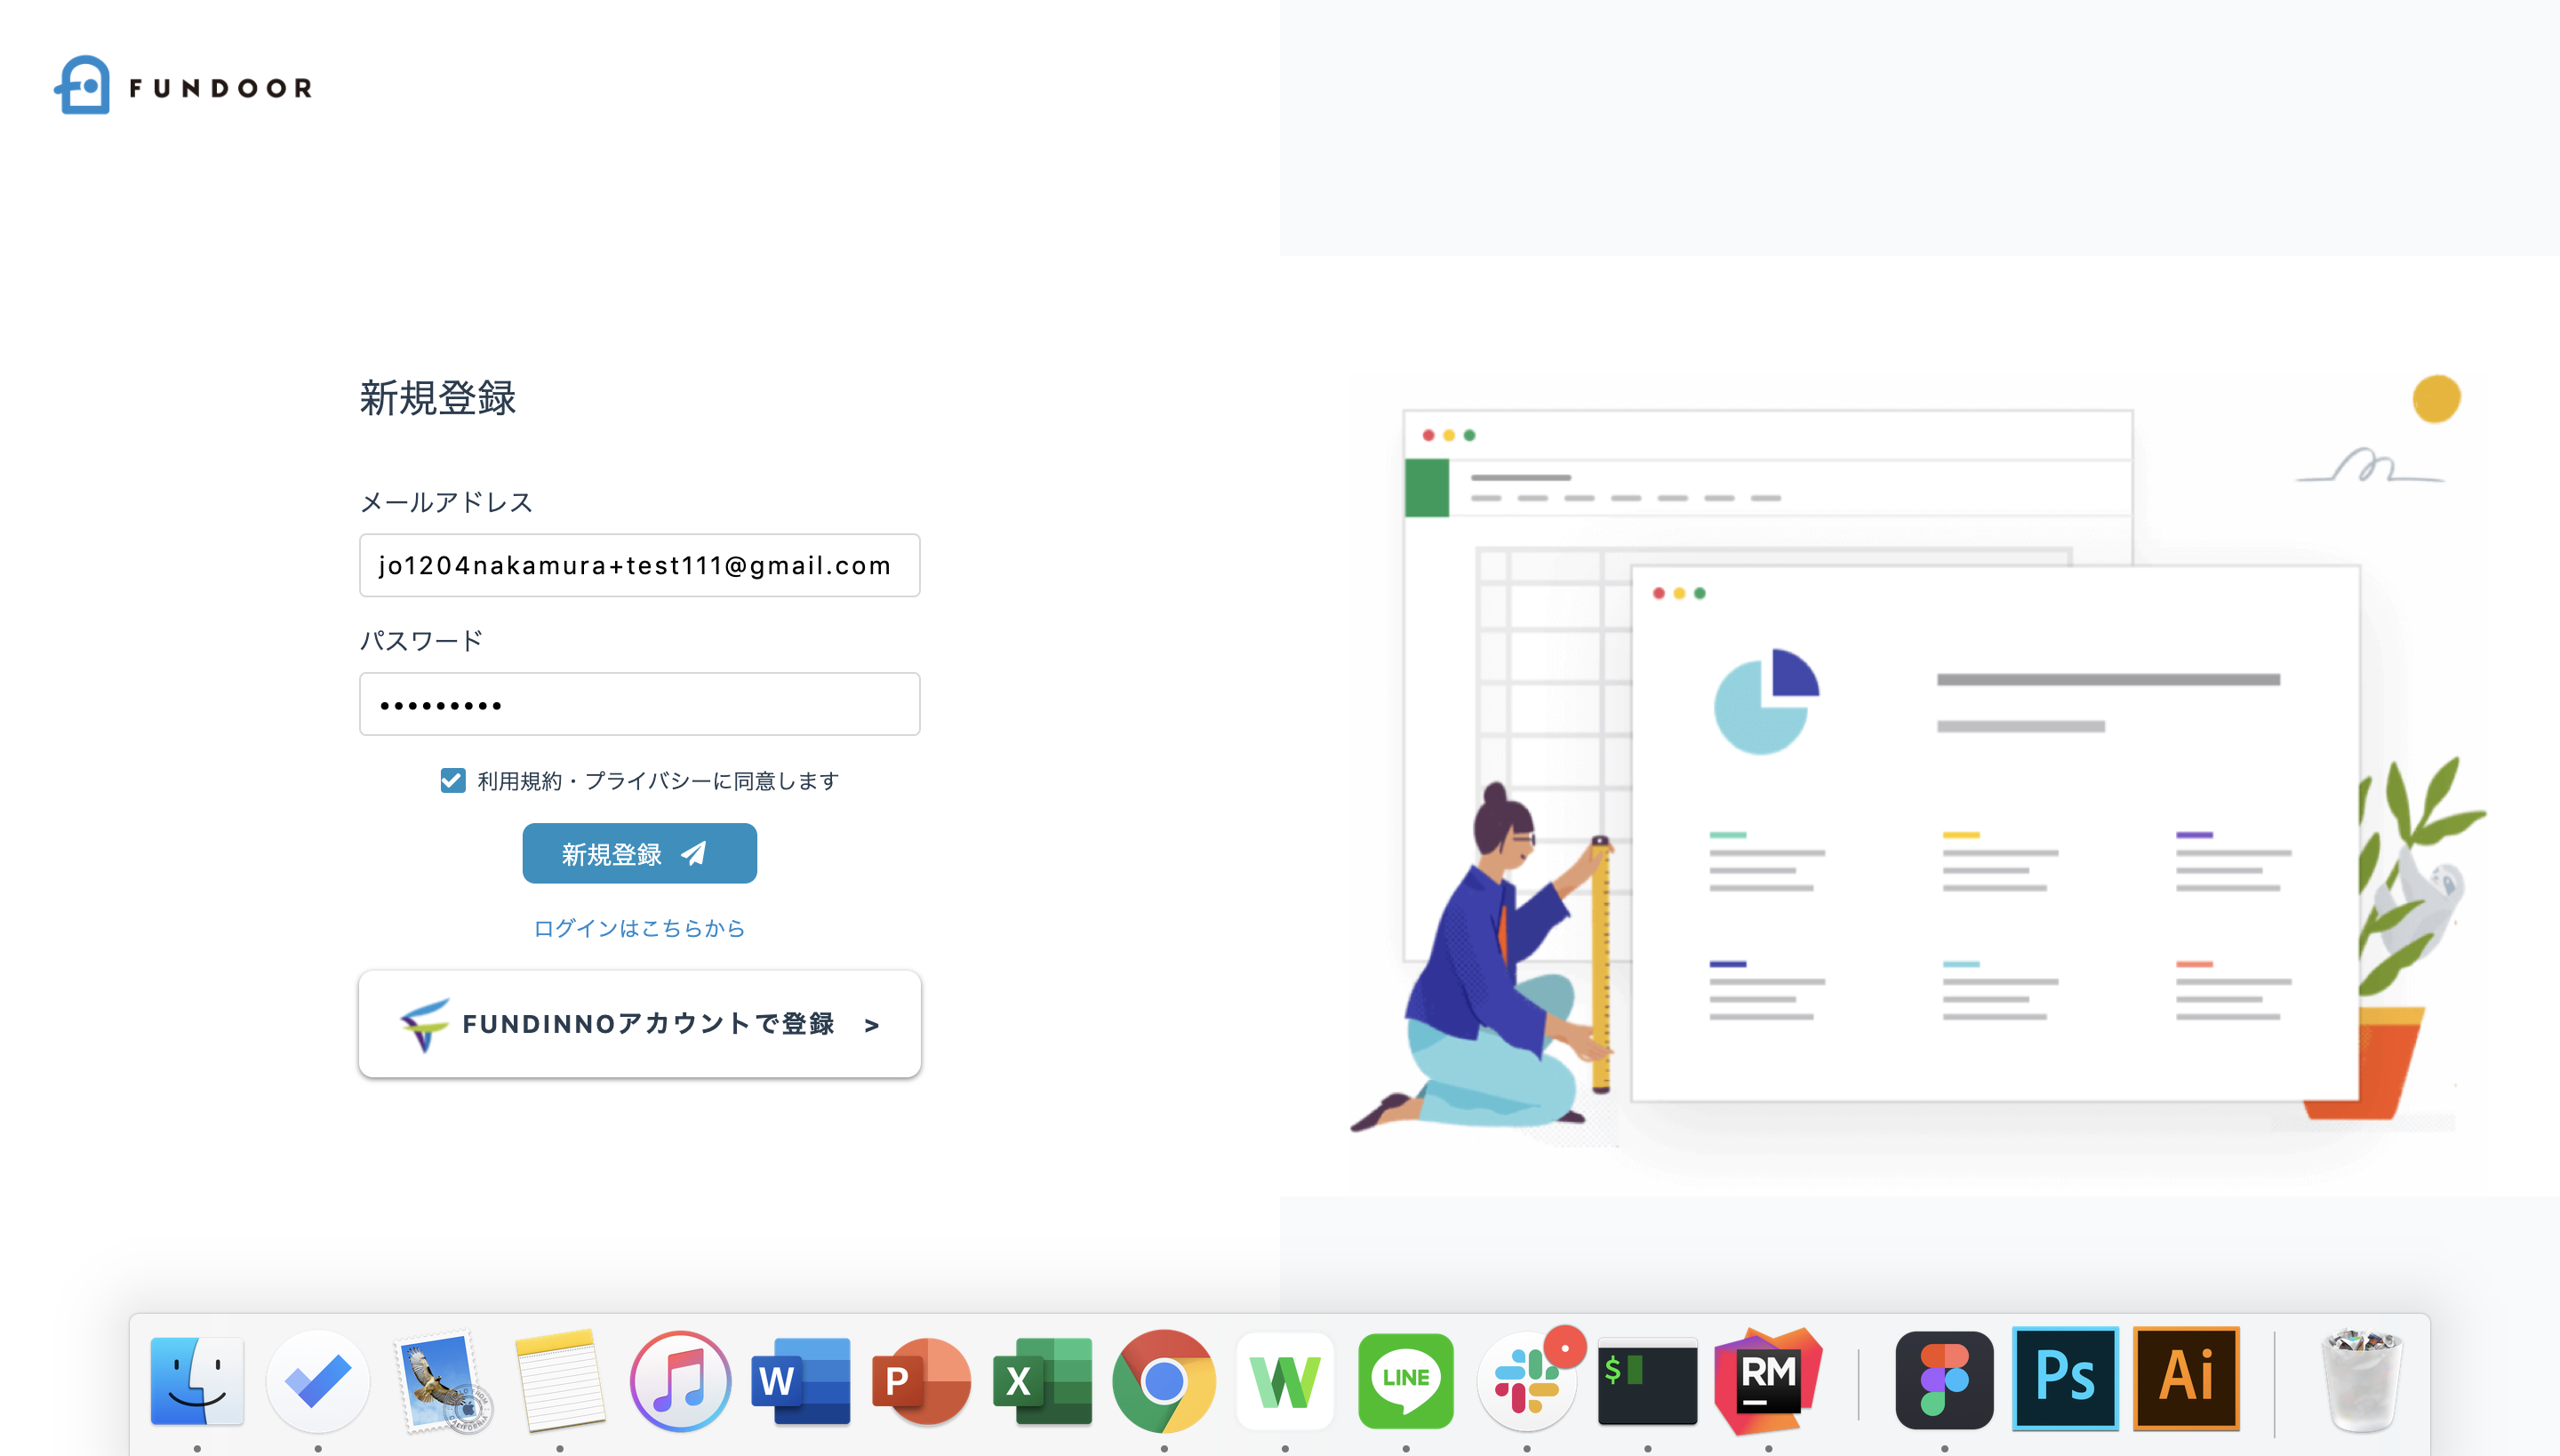 FUNDOOR
新規登録
メールアドレス
jo1204nakamura+test111@gmail.com
パスワード
利用規約・プライバシーに同意します
新規登録
ログインはこちらから
FUNDINNOアカウントで登録 >
W
P
X
W
LINE
$
RM
Ps
Ai